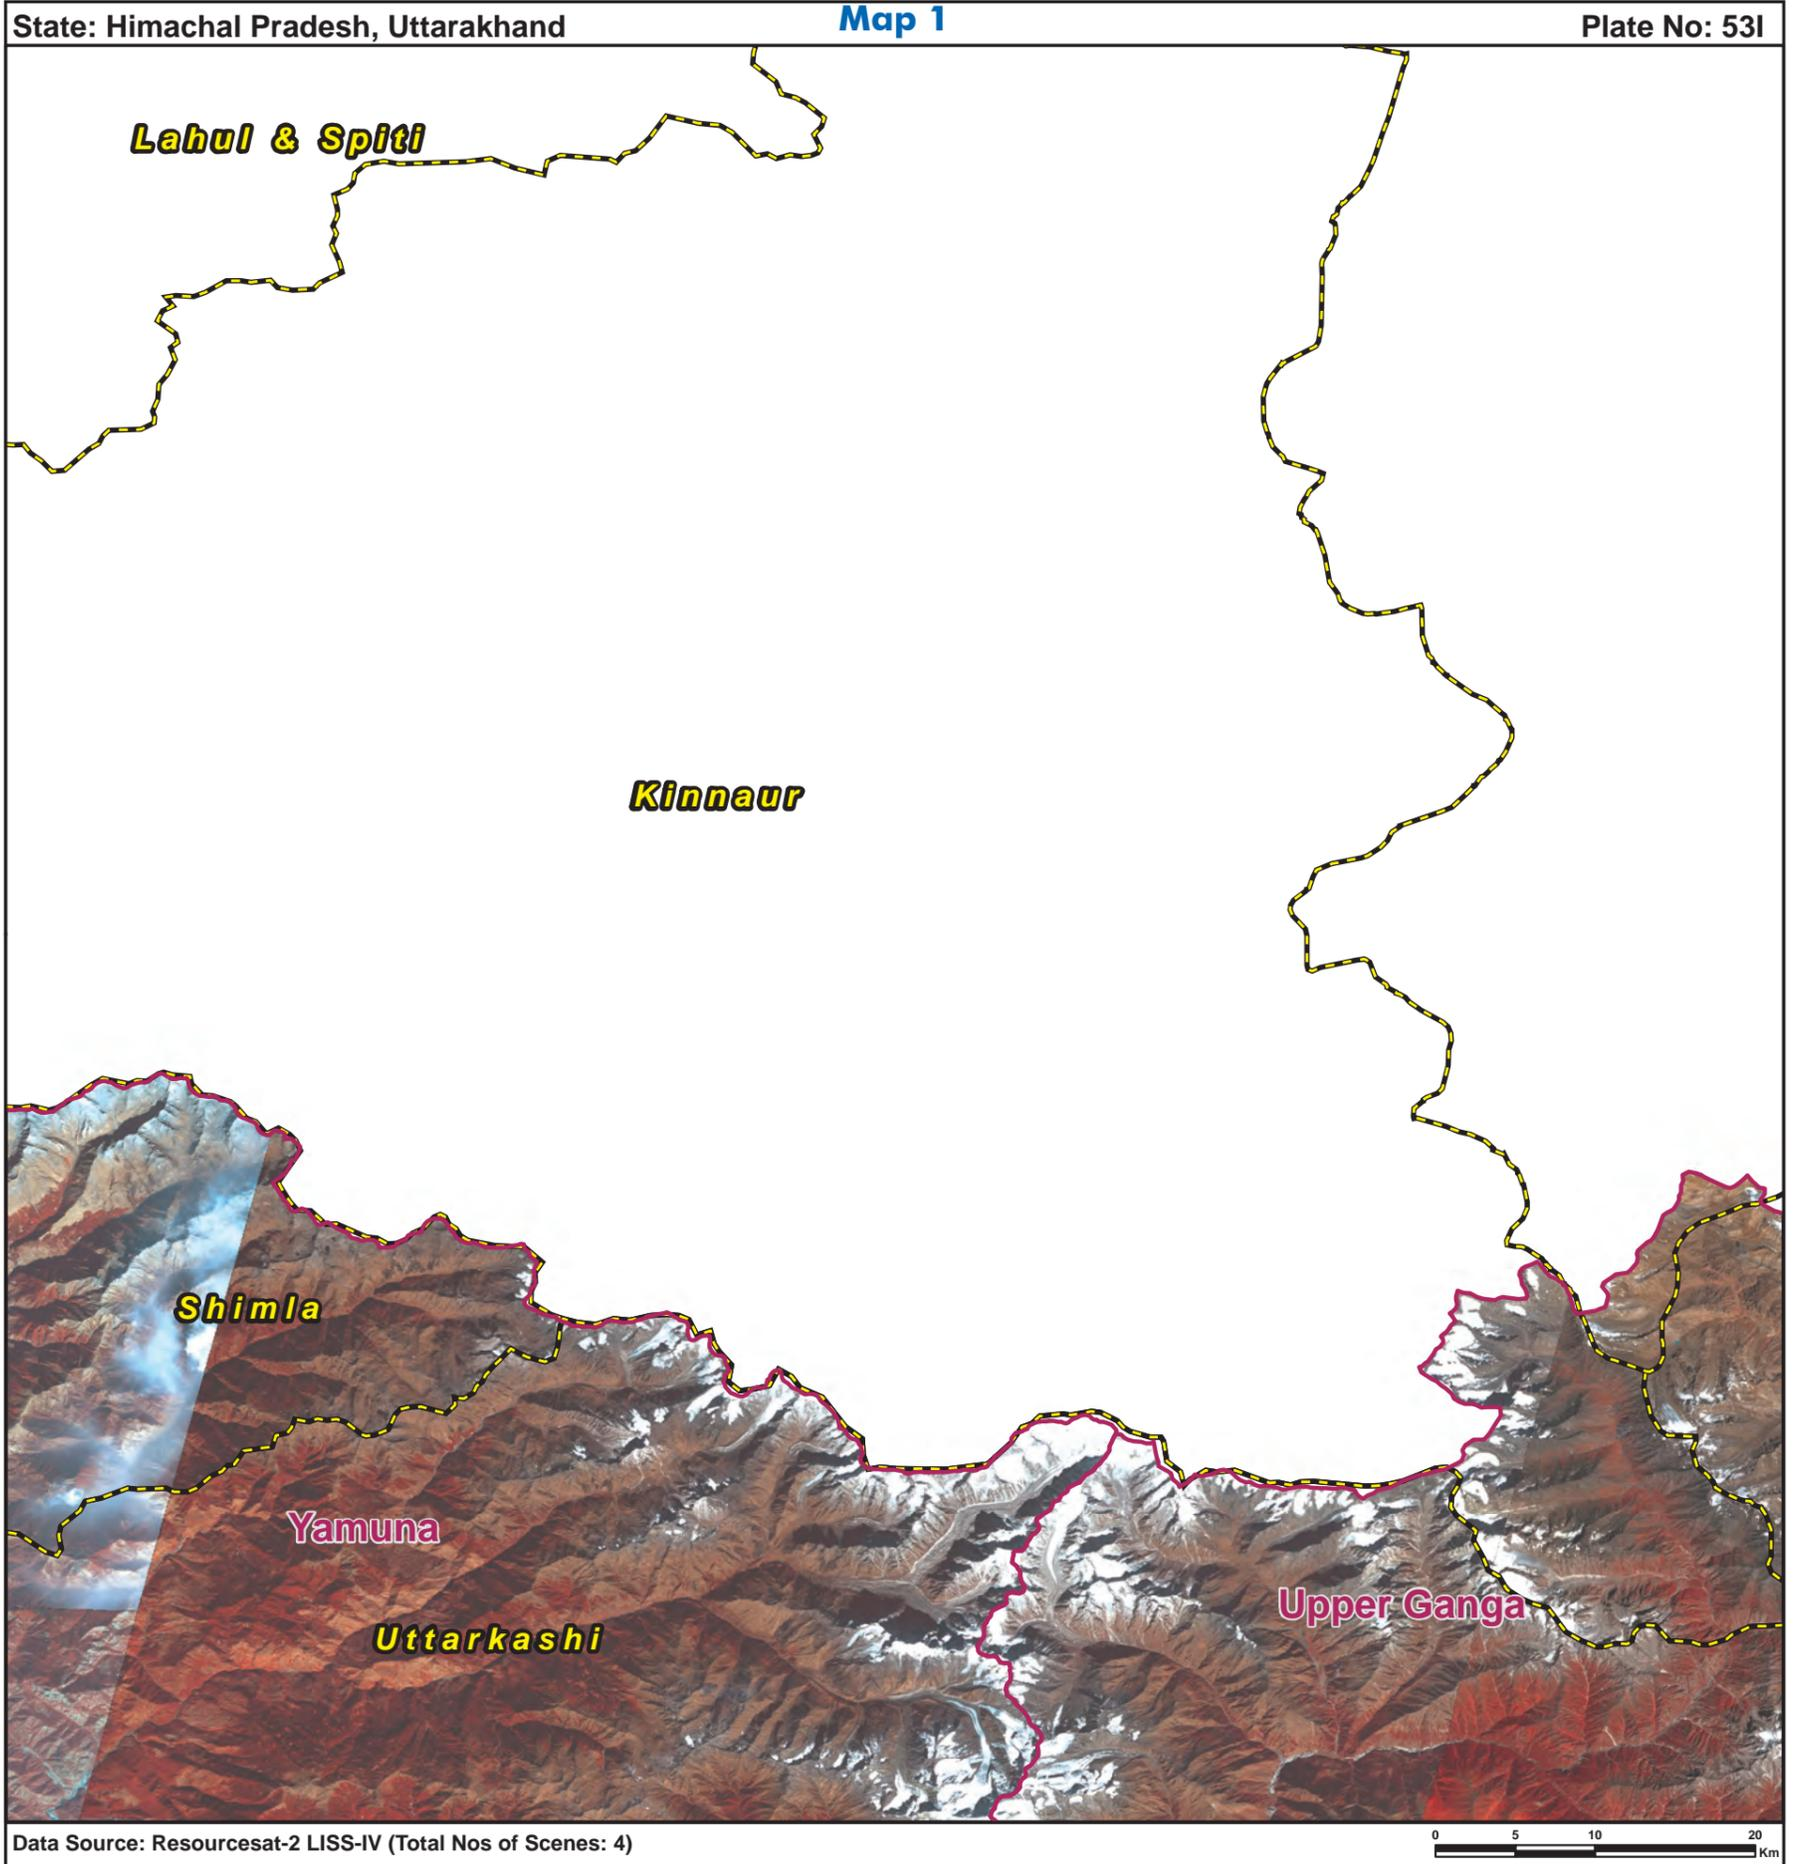 State: Himachal Pradesh, Uttarakhand
Map 1
Plate No: 53I
Lahul & Spiti
Kinnaur
Shimla
Yamuna
Upper Ganga
Uttarkashi
Data Source: Resourcesat-2 LISS-IV (Total Nos of Scenes: 4)
0 5 10 20
Km